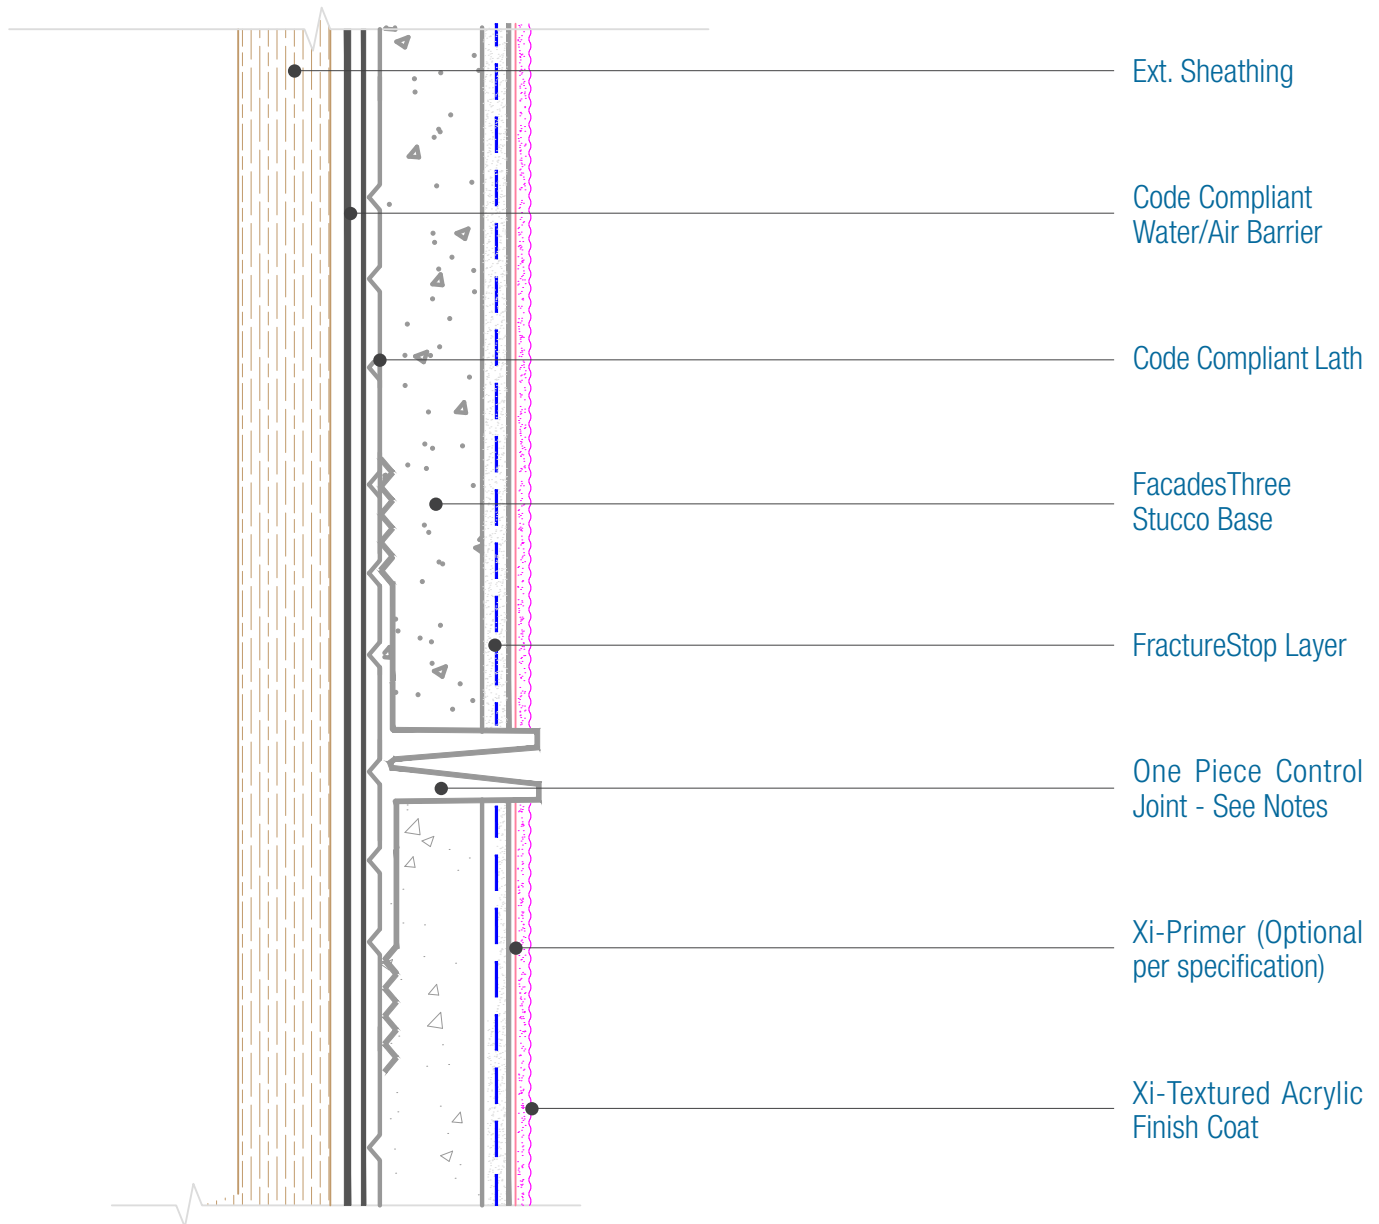 Ext. Sheathing
Code Compliant
Water/Air Barrier
Code Compliant Lath
FacadesThree
Stucco Base
FractureStop Layer
One Piece Control
Joint - See Notes
Xi-Primer (Optional
per specification)
Xi-Textured Acrylic
Finish Coat